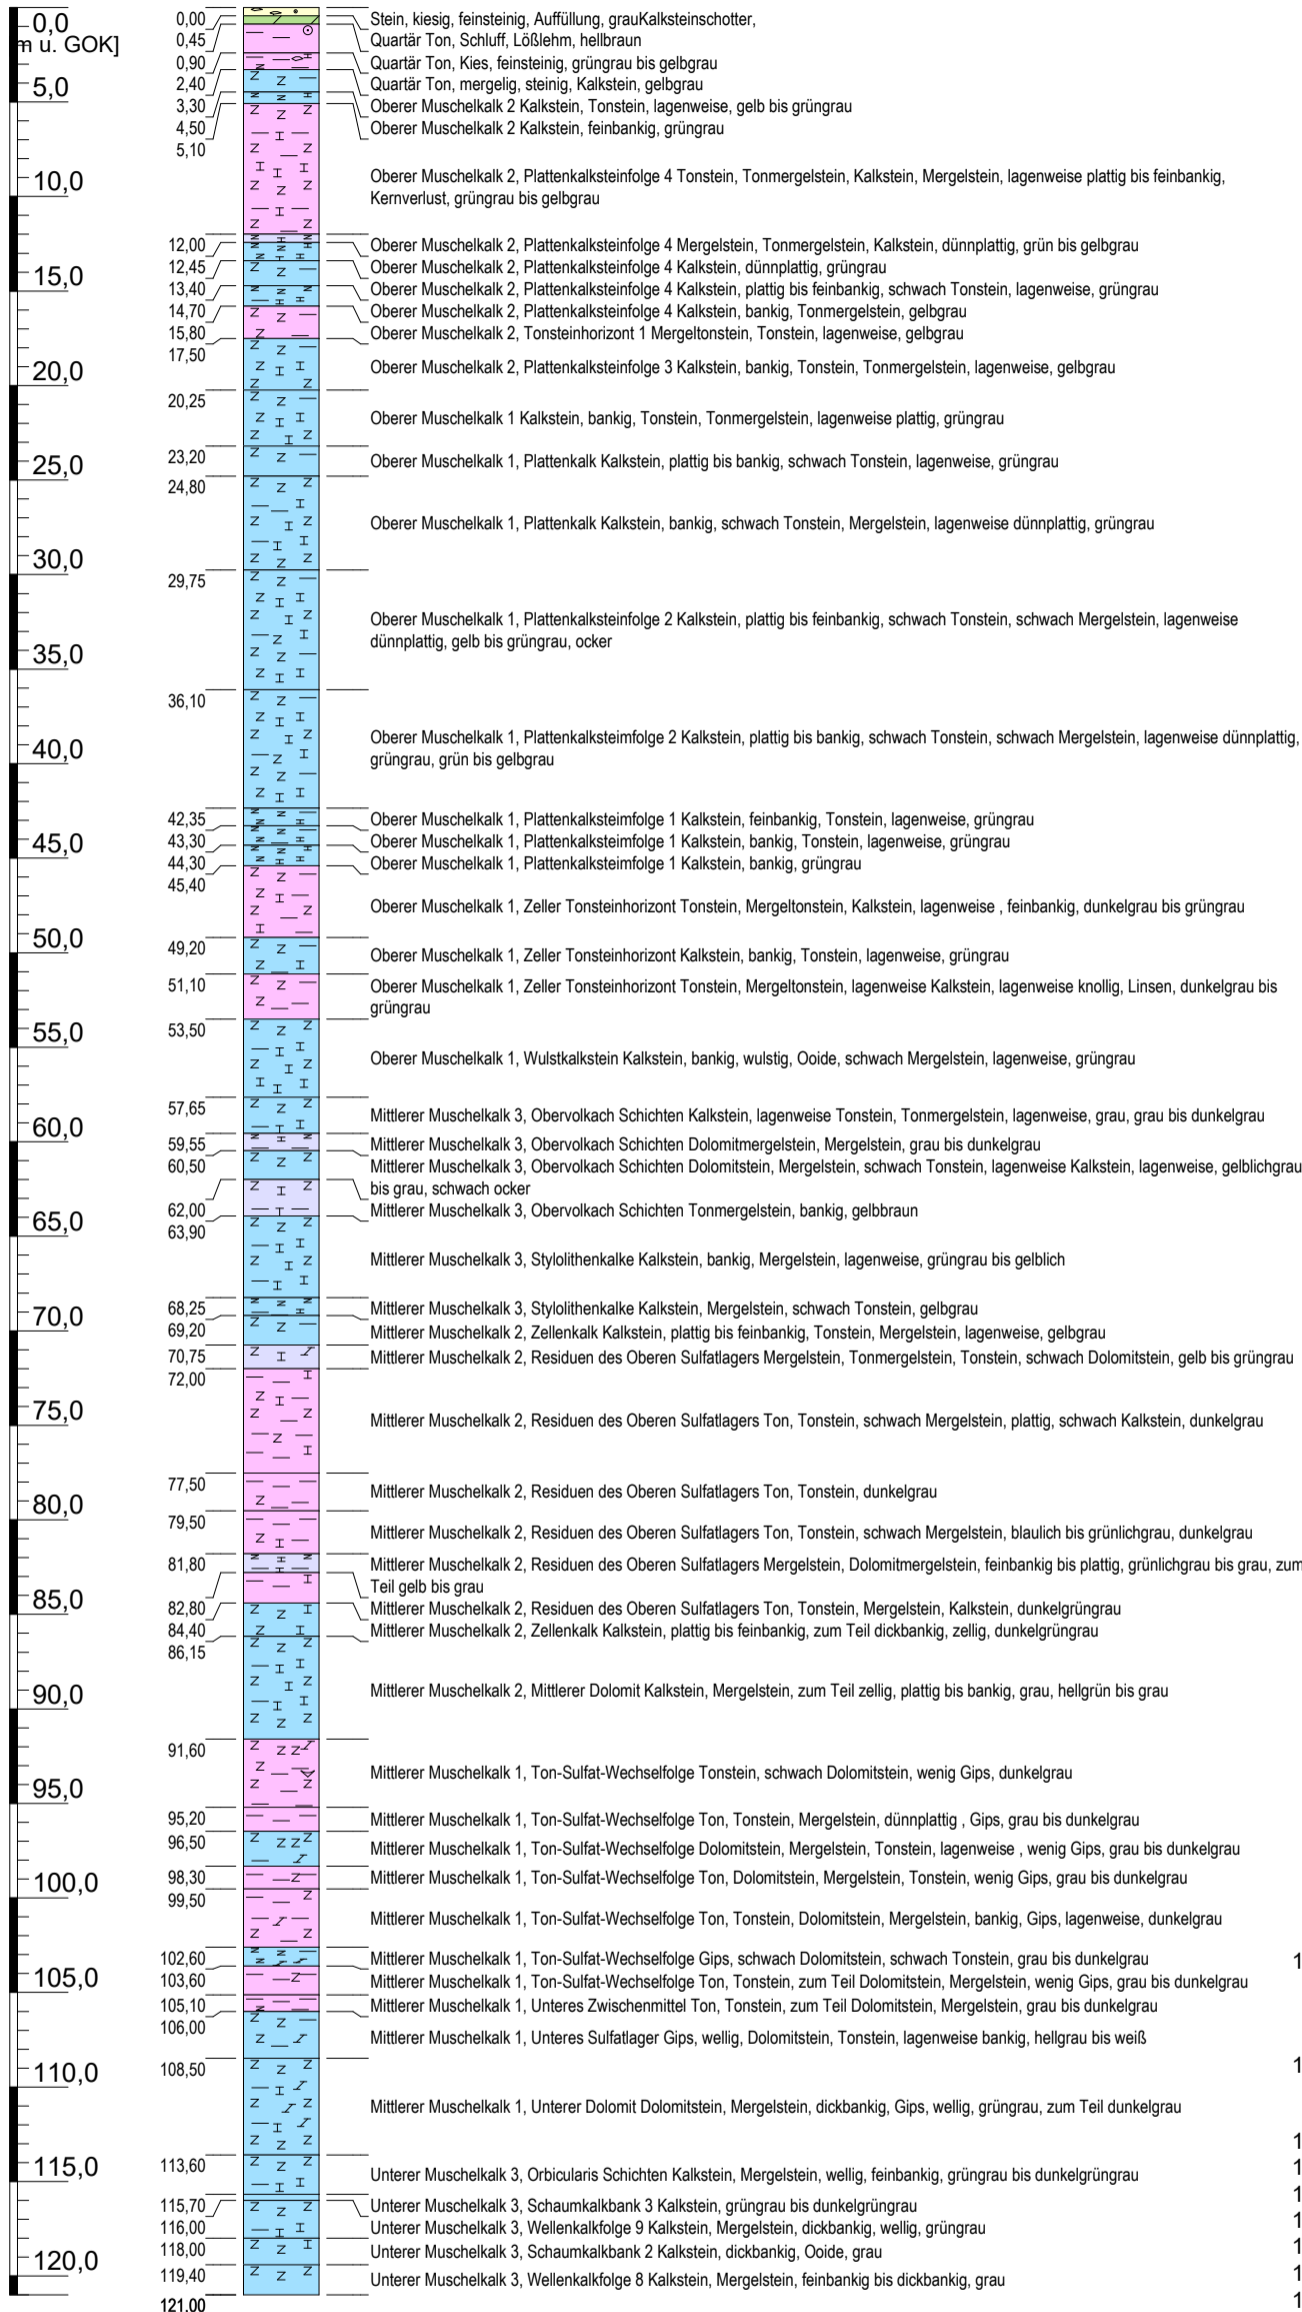 0,00 Stein, kiesig, feinsteinig, Auffüllung, grauKalksteinschotter,
0,0
m u. GOK]
0,45 Quartär Ton, Schluff, Lößlehm, hellbraun
0,90 Quartär Ton, Kies, feinsteinig, grüngrau bis gelbgrau
2,40 Quartär Ton, mergelig, steinig, Kalkstein, gelbgrau
5,0
3,30 Oberer Muschelkalk 2 Kalkstein, Tonstein, lagenweise, gelb bis grüngrau
4,50 Oberer Muschelkalk 2 Kalkstein, feinbankig, grüngrau
5,10
10,0
Oberer Muschelkalk 2, Plattenkalksteinfolge 4 Tonstein, Tonmergelstein, Kalkstein, Mergelstein, lagenweise plattig bis feinbankig,
Kernverlust, grüngrau bis gelbgrau
12,00 Oberer Muschelkalk 2, Plattenkalksteinfolge 4 Mergelstein, Tonmergelstein, Kalkstein, dünnplattig, grün bis gelbgrau
12,45 Oberer Muschelkalk 2, Plattenkalksteinfolge 4 Kalkstein, dünnplattig, grüngrau
15,0
13,40 Oberer Muschelkalk 2, Plattenkalksteinfolge 4 Kalkstein, plattig bis feinbankig, schwach Tonstein, lagenweise, grüngrau
14,70 Oberer Muschelkalk 2, Plattenkalksteinfolge 4 Kalkstein, bankig, Tonmergelstein, gelbgrau
15,80 Oberer Muschelkalk 2, Tonsteinhorizont 1 Mergeltonstein, Tonstein, lagenweise, gelbgrau
17,50
20,0
Oberer Muschelkalk 2, Plattenkalksteinfolge 3 Kalkstein, bankig, Tonstein, Tonmergelstein, lagenweise, gelbgrau
20,25
Oberer Muschelkalk 1 Kalkstein, bankig, Tonstein, Tonmergelstein, lagenweise plattig, grüngrau
23,20
25,0
Oberer Muschelkalk 1, Plattenkalk Kalkstein, plattig bis bankig, schwach Tonstein, lagenweise, grüngrau
24,80
Oberer Muschelkalk 1, Plattenkalk Kalkstein, bankig, schwach Tonstein, Mergelstein, lagenweise dünnplattig, grüngrau
30,0
29,75
Oberer Muschelkalk 1, Plattenkalksteinfolge 2 Kalkstein, plattig bis feinbankig, schwach Tonstein, schwach Mergelstein, lagenweise
dünnplattig, gelb bis grüngrau, ocker
35,0
36,10
Oberer Muschelkalk 1, Plattenkalksteimfolge 2 Kalkstein, plattig bis bankig, schwach Tonstein, schwach Mergelstein, lagenweise dünnplattig,
40,0
grüngrau, grün bis gelbgrau
42,35 Oberer Muschelkalk 1, Plattenkalksteimfolge 1 Kalkstein, feinbankig, Tonstein, lagenweise, grüngrau
45,0
43,30 Oberer Muschelkalk 1, Plattenkalksteimfolge 1 Kalkstein, bankig, Tonstein, lagenweise, grüngrau
44,30 Oberer Muschelkalk 1, Plattenkalksteimfolge 1 Kalkstein, bankig, grüngrau
45,40
Oberer Muschelkalk 1, Zeller Tonsteinhorizont Tonstein, Mergeltonstein, Kalkstein, lagenweise , feinbankig, dunkelgrau bis grüngrau
50,0
49,20 Oberer Muschelkalk 1, Zeller Tonsteinhorizont Kalkstein, bankig, Tonstein, lagenweise, grüngrau
51,10 Oberer Muschelkalk 1, Zeller Tonsteinhorizont Tonstein, Mergeltonstein, lagenweise Kalkstein, lagenweise knollig, Linsen, dunkelgrau bis
grüngrau
55,0
53,50
Oberer Muschelkalk 1, Wulstkalkstein Kalkstein, bankig, wulstig, Ooide, schwach Mergelstein, lagenweise, grüngrau
57,65 Mittlerer Muschelkalk 3, Obervolkach Schichten Kalkstein, lagenweise Tonstein, Tonmergelstein, lagenweise, grau, grau bis dunkelgrau
60,0
59,55 Mittlerer Muschelkalk 3, Obervolkach Schichten Dolomitmergelstein, Mergelstein, grau bis dunkelgrau
60,50 Mittlerer Muschelkalk 3, Obervolkach Schichten Dolomitstein, Mergelstein, schwach Tonstein, lagenweise Kalkstein, lagenweise, gelblichgrau
bis grau, schwach ocker
62,00 Mittlerer Muschelkalk 3, Obervolkach Schichten Tonmergelstein, bankig, gelbbraun
65,0
63,90
Mittlerer Muschelkalk 3, Stylolithenkalke Kalkstein, bankig, Mergelstein, lagenweise, grüngrau bis gelblich
68,25 Mittlerer Muschelkalk 3, Stylolithenkalke Kalkstein, Mergelstein, schwach Tonstein, gelbgrau
70,0
69,20 Mittlerer Muschelkalk 2, Zellenkalk Kalkstein, plattig bis feinbankig, Tonstein, Mergelstein, lagenweise, gelbgrau
70,75 Mittlerer Muschelkalk 2, Residuen des Oberen Sulfatlagers Mergelstein, Tonmergelstein, Tonstein, schwach Dolomitstein, gelb bis grüngrau
72,00
75,0
Mittlerer Muschelkalk 2, Residuen des Oberen Sulfatlagers Ton, Tonstein, schwach Mergelstein, plattig, schwach Kalkstein, dunkelgrau
77,50 Mittlerer Muschelkalk 2, Residuen des Oberen Sulfatlagers Ton, Tonstein, dunkelgrau
80,0
79,50 Mittlerer Muschelkalk 2, Residuen des Oberen Sulfatlagers Ton, Tonstein, schwach Mergelstein, blaulich bis grünlichgrau, dunkelgrau
81,80 Mittlerer Muschelkalk 2, Residuen des Oberen Sulfatlagers Mergelstein, Dolomitmergelstein, feinbankig bis plattig, grünlichgrau bis grau, zum
Teil gelb bis grau
85,0
82,80 Mittlerer Muschelkalk 2, Residuen des Oberen Sulfatlagers Ton, Tonstein, Mergelstein, Kalkstein, dunkelgrüngrau
84,40 Mittlerer Muschelkalk 2, Zellenkalk Kalkstein, plattig bis feinbankig, zum Teil dickbankig, zellig, dunkelgrüngrau
86,15
90,0
Mittlerer Muschelkalk 2, Mittlerer Dolomit Kalkstein, Mergelstein, zum Teil zellig, plattig bis bankig, grau, hellgrün bis grau
91,60
Mittlerer Muschelkalk 1, Ton-Sulfat-Wechselfolge Tonstein, schwach Dolomitstein, wenig Gips, dunkelgrau
95,0
95,20 Mittlerer Muschelkalk 1, Ton-Sulfat-Wechselfolge Ton, Tonstein, Mergelstein, dünnplattig , Gips, grau bis dunkelgrau
96,50 Mittlerer Muschelkalk 1, Ton-Sulfat-Wechselfolge Dolomitstein, Mergelstein, Tonstein, lagenweise , wenig Gips, grau bis dunkelgrau
98,30 Mittlerer Muschelkalk 1, Ton-Sulfat-Wechselfolge Ton, Dolomitstein, Mergelstein, Tonstein, wenig Gips, grau bis dunkelgrau
100,0
99,50
Mittlerer Muschelkalk 1, Ton-Sulfat-Wechselfolge Ton, Tonstein, Dolomitstein, Mergelstein, bankig, Gips, lagenweise, dunkelgrau
102,60 Mittlerer Muschelkalk 1, Ton-Sulfat-Wechselfolge Gips, schwach Dolomitstein, schwach Tonstein, grau bis dunkelgrau 1
105,0
103,60 Mittlerer Muschelkalk 1, Ton-Sulfat-Wechselfolge Ton, Tonstein, zum Teil Dolomitstein, Mergelstein, wenig Gips, grau bis dunkelgrau
105,10 Mittlerer Muschelkalk 1, Unteres Zwischenmittel Ton, Tonstein, zum Teil Dolomitstein, Mergelstein, grau bis dunkelgrau
106,00
Mittlerer Muschelkalk 1, Unteres Sulfatlager Gips, wellig, Dolomitstein, Tonstein, lagenweise bankig, hellgrau bis weiß
110,0
108,50 1
Mittlerer Muschelkalk 1, Unterer Dolomit Dolomitstein, Mergelstein, dickbankig, Gips, wellig, grüngrau, zum Teil dunkelgrau
1
115,0
113,60 1
Unterer Muschelkalk 3, Orbicularis Schichten Kalkstein, Mergelstein, wellig, feinbankig, grüngrau bis dunkelgrüngrau
1
115,70 Unterer Muschelkalk 3, Schaumkalkbank 3 Kalkstein, grüngrau bis dunkelgrüngrau
1
116,00 Unterer Muschelkalk 3, Wellenkalkfolge 9 Kalkstein, Mergelstein, dickbankig, wellig, grüngrau
1
118,00 Unterer Muschelkalk 3, Schaumkalkbank 2 Kalkstein, dickbankig, Ooide, grau
120,0
1
119,40 Unterer Muschelkalk 3, Wellenkalkfolge 8 Kalkstein, Mergelstein, feinbankig bis dickbankig, grau
1
121,00